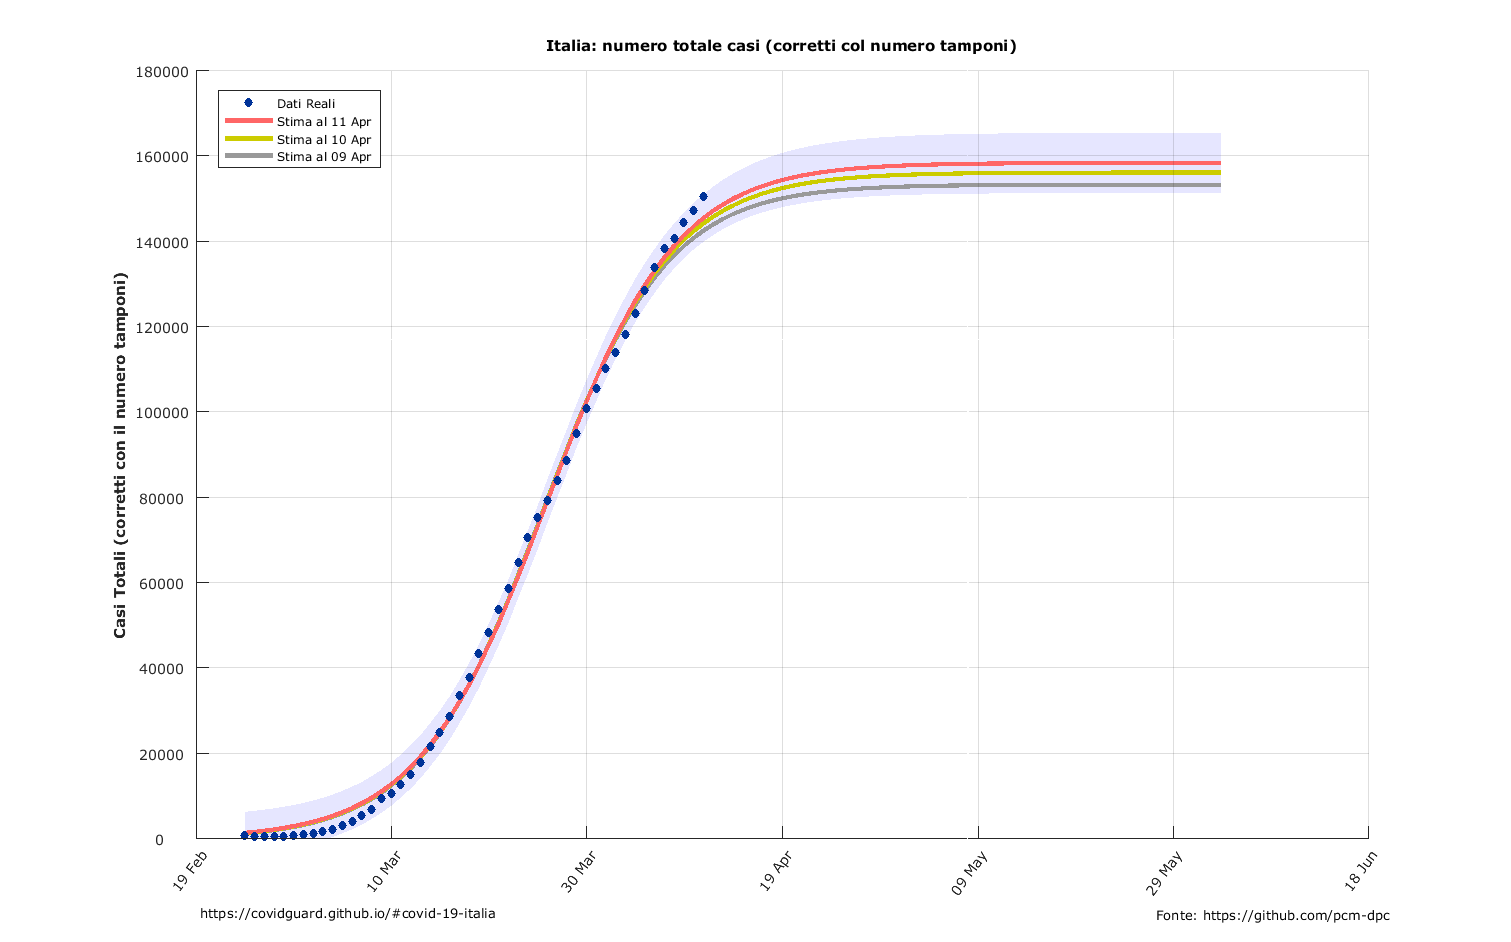 Italia: numero totale casi (corretti col numero tamponi)
180000
160000
140000
120000
100000
80000
60000
40000
20000
0
Casi Totali (corretti con il numero tamponi)
Dati Reali
Stima al 11 Apr
Stima al 10 Apr
Stima al 09 Apr
19 Feb
10 Mar
30 Mar
19 Apr
09 May
29 May
18 Jun
https://covidguard.github.io/#covid-19-italia
Fonte: https://github.com/pcm-dpc